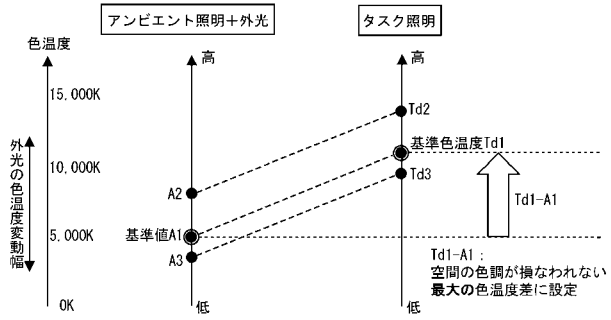 アンビエント照明＋外光
タスク照明
色温度
高
高
15.000K
Td2
外光の色温度変動幅
基準色温度Td1
10.000K
A2
Td3
Td1-A1
基準値A1
5.000K
A3
Td1-A1：
空間の色調が損なわれない
最大の色温度差に設定
0K
低
低